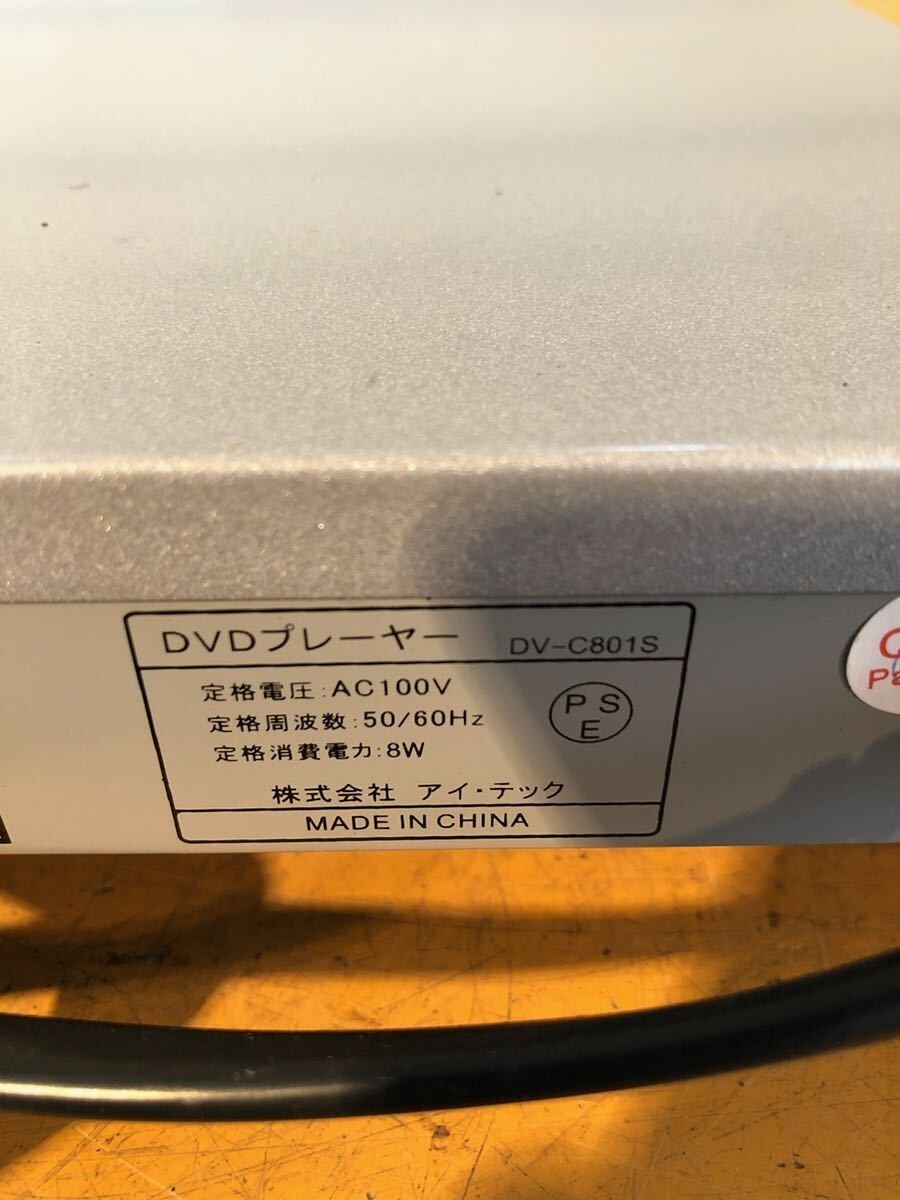 DVDプレーヤー DV-C801S
定格電圧:AC100V
定格周波数:50/60Hz
定格消費電力:8W
PS
E
株式会社 アイ・テック
MADE IN CHINA